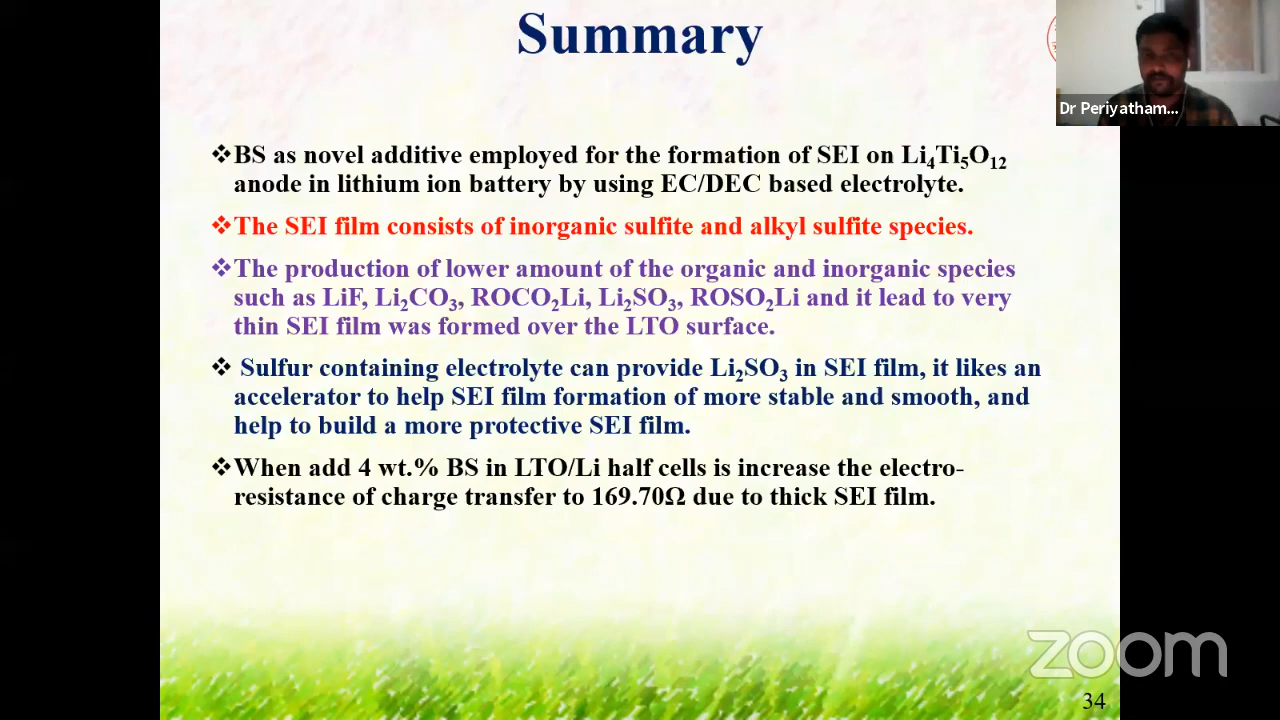 Summary
Dr Periyatham...
❖BS as novel additive employed for the formation of SEI on Li₄Ti₅O₁₂
anode in lithium ion battery by using EC/DEC based electrolyte.
❖The SEI film consists of inorganic sulfite and alkyl sulfite species.
❖The production of lower amount of the organic and inorganic species
such as LiF, Li₂CO₃, ROCO₂Li, Li₂SO₃, ROSO₂Li and it lead to very
thin SEI film was formed over the LTO surface.
❖ Sulfur containing electrolyte can provide Li₂SO₃ in SEI film, it likes an
accelerator to help SEI film formation of more stable and smooth, and
help to build a more protective SEI film.
❖When add 4 wt.% BS in LTO/Li half cells is increase the electro-
resistance of charge transfer to 169.70Ω due to thick SEI film.
zoom
34